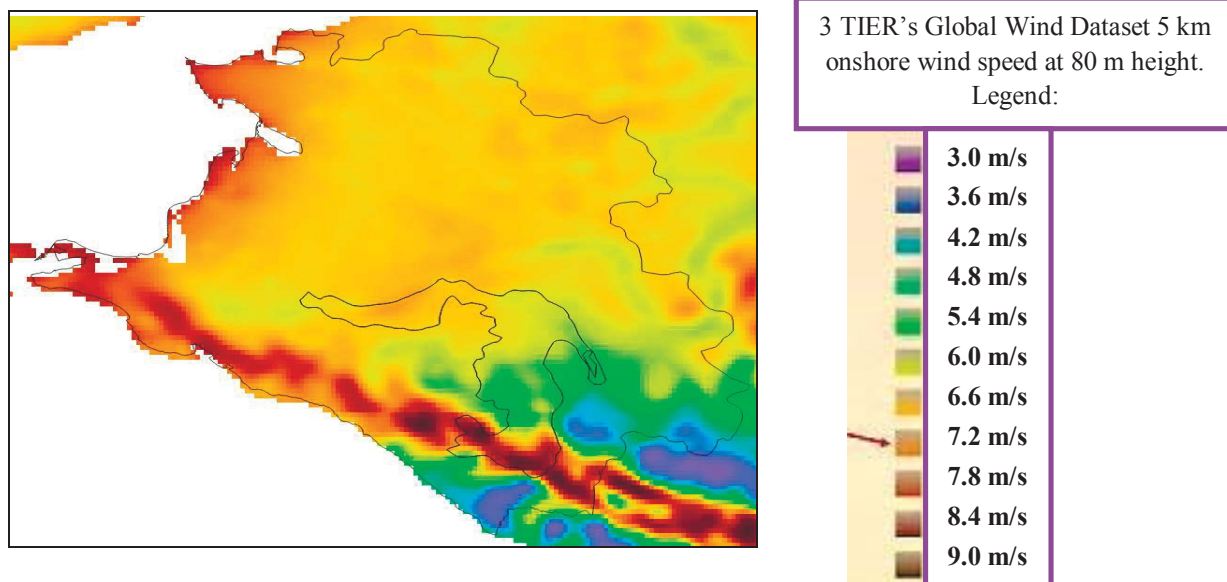 3 TIER’s Global Wind Dataset 5 km
onshore wind speed at 80 m height.
Legend:
3.0 m/s
3.6 m/s
4.2 m/s
4.8 m/s
5.4 m/s
6.0 m/s
6.6 m/s
7.2 m/s
7.8 m/s
8.4 m/s
9.0 m/s